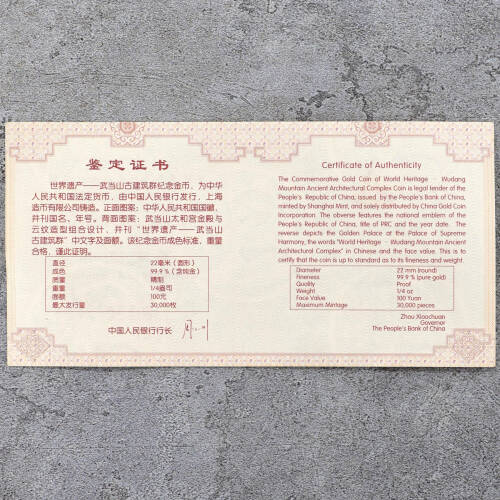 鉴定证书
世界遗产——武当山古建筑群纪念金币，为中华
人民共和国法定货币，由中国人民银行发行，上海
造币有限公司铸造。正面图案：中华人民共和国国徽，
并刊国名、年号。背面图案：武当山太和宫金殿与
云纹造型组合设计，并刊“世界遗产——武当山
古建筑群”中文字及面额。该纪念金币成色标准，重量
合格，谨此证明。
直径 22毫米（圆形）
成色 99.9％（含纯金）
质量 精制
重量 1/4盎司
面额 100元
最大发行量 30,000枚
中国人民银行行长
Certificate of Authenticity
The Commemorative Gold Coin of World Heritage - Wudang
Mountain Ancient Architectural Complex Coin is legal tender of the
People's Republic of China, issued by the People's Bank of China,
minted by Shanghai Mint, and solely distributed by China Gold Coin
Incorporation. The obverse features the national emblem of the
People's Republic of China, title of PRC and the year date. The
reverse depicts the Golden Palace at the Palace of Supreme
Harmony, the words "World Heritage - Wudang Mountain Ancient
Architectural Complex" in Chinese and the face value. This is to
certify that the coin is up to standard as to its fineness and weight.
Diameter 22 mm (round)
Fineness 99.9 % (pure gold)
Quality Proof
Weight 1/4 oz
Face Value 100 Yuan
Maximum Mintage 30,000 pieces
Zhou Xiaochuan
Governor
The People's Bank of China